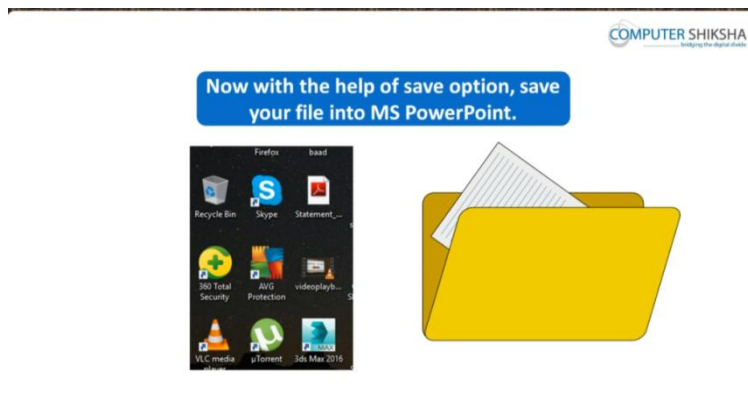 COMPUTER SHIKSHA
bridging the digital divide
Now with the help of save option, save
your file into MS PowerPoint.
Firefox baad
Recycle Bin Skype Statement_...
360 Total AVG videoplayb...
Security Protection
VLC media µTorrent 3ds Max 2016
player